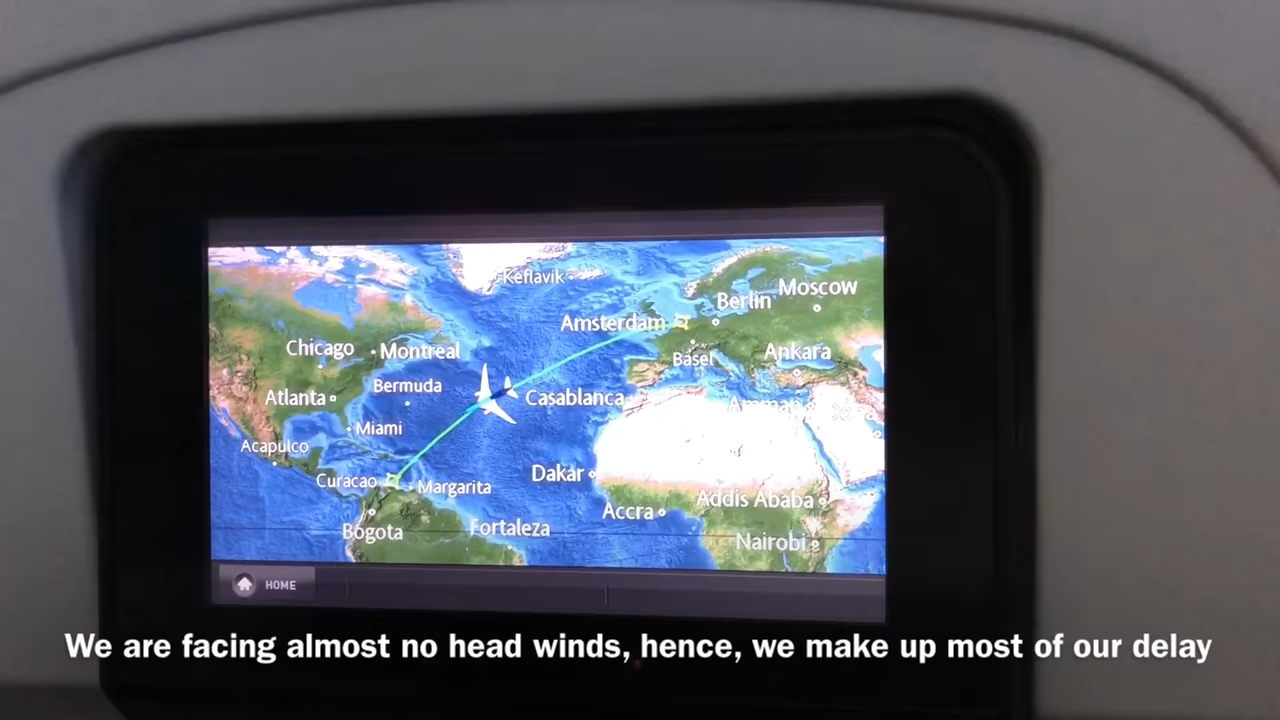 Keflavik
Moscow
Berlin
Amsterdam
Chicago
Montreal
Basel
Ankara
Bermuda
Atlanta
Casablanca
Amman
Miami
Acapulco
Curacao
Margarita
Dakar
Addis Ababa
Accra
Bogota
Fortaleza
Nairobi
HOME
We are facing almost no head winds, hence, we make up most of our delay